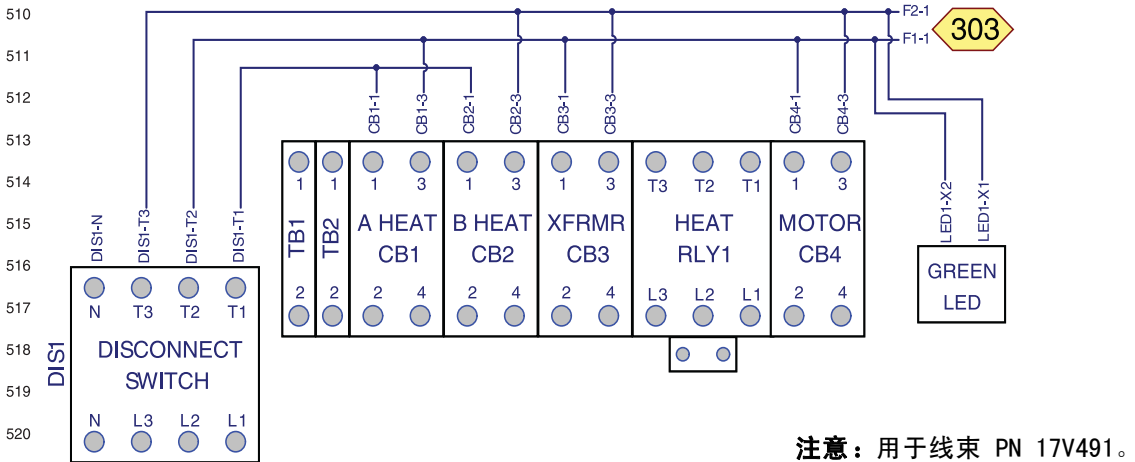 510
F2-1
303
F1-1
511
512
CB1-1
CB1-3
CB2-1
CB2-3
CB3-1
CB3-3
CB4-1
CB4-3
513
514
1 1 1 3 1 3 1 3 T3 T2 T1 1 3
515
DIS1-N
DIS1-T3
DIS1-T2
DIS1-T1
TB1
TB2
A HEAT
CB1
B HEAT
CB2
XFRMR
CB3
HEAT
RLY1
MOTOR
CB4
LED1-X2
LED1-X1
516
GREEN
LED
2 2 2 4 2 4 2 4 L3 L2 L1 2 4
517
N T3 T2 T1
518
DIS1
DISCONNECT
SWITCH
519
N L3 L2 L1
520
注意：用于线束 PN 17V491。